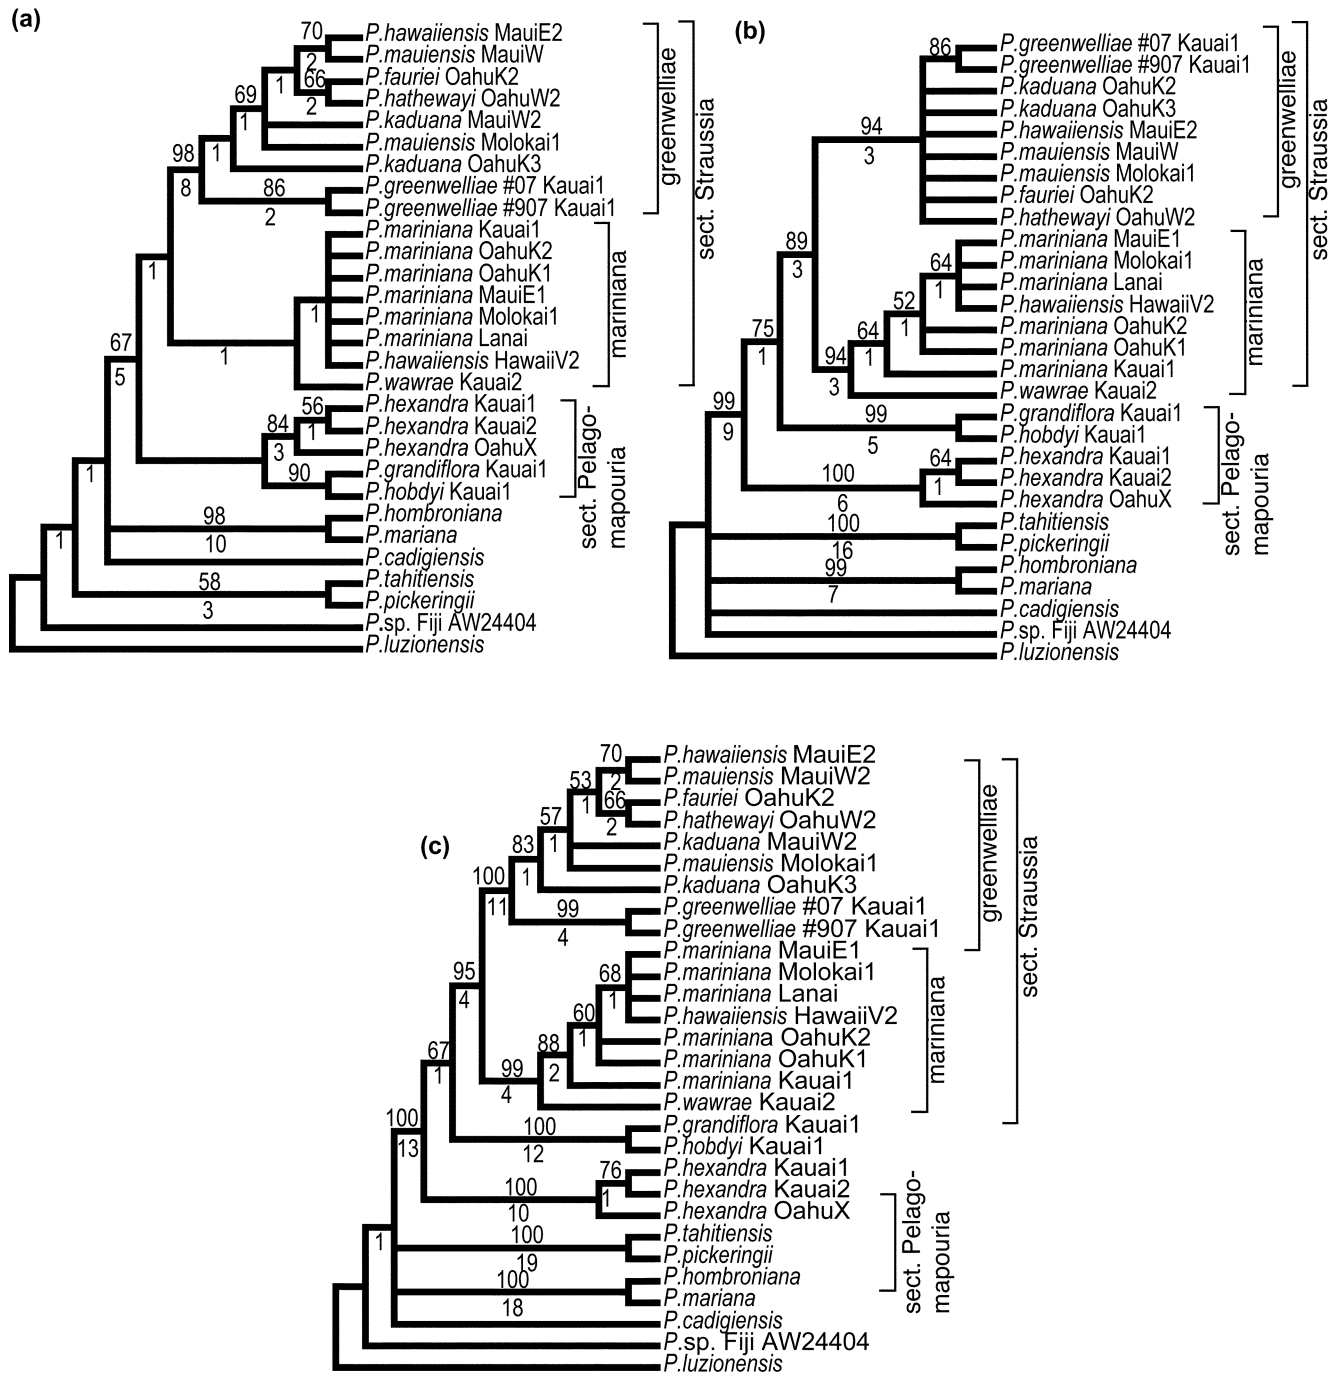 (a)
70
P.hawaiiensis MauiE2
P.mauiensis MauiW
2
66
P.fauriei OahuK2
1
P.hathewayi OahuW2
2
69
P.kaduana MauiW2
1
P.mauiensis Molokai1
98
1
P.kaduana OahuK3
8
86
P.greenwelliae #07 Kauai1
2
P.greenwelliae #907 Kauai1
P.mariniana Kauai1
P.mariniana OahuK2
1
P.mariniana OahuK1
P.mariniana MauiE1
1
P.mariniana Molokai1
P.mariniana Lanai
67
1
P.hawaiiensis HawaiiV2
5
P.wawrae Kauai2
56
P.hexandra Kauai1
84
1
P.hexandra Kauai2
3
P.hexandra OahuX
1
90
P.grandiflora Kauai1
P.hobdyi Kauai1
98
P.hombroniana
1
10
P.mariana
P.cadigiensis
58
P.tahitiensis
3
P.pickeringii
P.sp. Fiji AW24404
P.luzionensis
greenwelliae
mariniana
sect. Straussia
sect. Pelago-
mapouria
(b)
86
P.greenwelliae #07 Kauai1
P.greenwelliae #907 Kauai1
P.kaduana OahuK2
P.kaduana OahuK3
94
P.hawaiiensis MauiE2
3
P.mauiensis MauiW
P.mauiensis Molokai1
P.fauriei OahuK2
P.hathewayi OahuW2
89
P.mariniana MauiE1
3
64
P.mariniana Molokai1
1
P.mariniana Lanai
52
P.hawaiiensis HawaiiV2
75
64
1
P.mariniana OahuK2
1
94
1
P.mariniana OahuK1
P.mariniana Kauai1
3
P.wawrae Kauai2
99
99
P.grandiflora Kauai1
9
5
P.hobdyi Kauai1
64
P.hexandra Kauai1
100
1
P.hexandra Kauai2
6
P.hexandra OahuX
100
P.tahitiensis
16
P.pickeringii
99
P.hombroniana
7
P.mariana
P.cadigiensis
P.sp. Fiji AW24404
P.luzionensis
greenwelliae
mariniana
sect. Straussia
sect. Pelago-
mapouria
(c)
70
P.hawaiiensis MauiE2
53
2
P.mauiensis MauiW2
1
66
P.fauriei OahuK2
57
2
P.hathewayi OahuW2
83
1
P.kaduana MauiW2
P.mauiensis Molokai1
100
1
P.kaduana OahuK3
11
99
P.greenwelliae #07 Kauai1
4
P.greenwelliae #907 Kauai1
P.mariniana MauiE1
95
68
P.mariniana Molokai1
4
1
P.mariniana Lanai
60
P.hawaiiensis HawaiiV2
88
1
P.mariniana OahuK2
67
P.mariniana OahuK1
1
99
2
P.mariniana Kauai1
4
P.wawrae Kauai2
100
100
P.grandiflora Kauai1
13
12
P.hobdyi Kauai1
76
P.hexandra Kauai1
100
1
P.hexandra Kauai2
10
P.hexandra OahuX
1
100
P.tahitiensis
19
P.pickeringii
100
P.hombroniana
18
P.mariana
P.cadigiensis
P.sp. Fiji AW24404
P.luzionensis
greenwelliae
mariniana
sect. Straussia
sect. Pelago-
mapouria